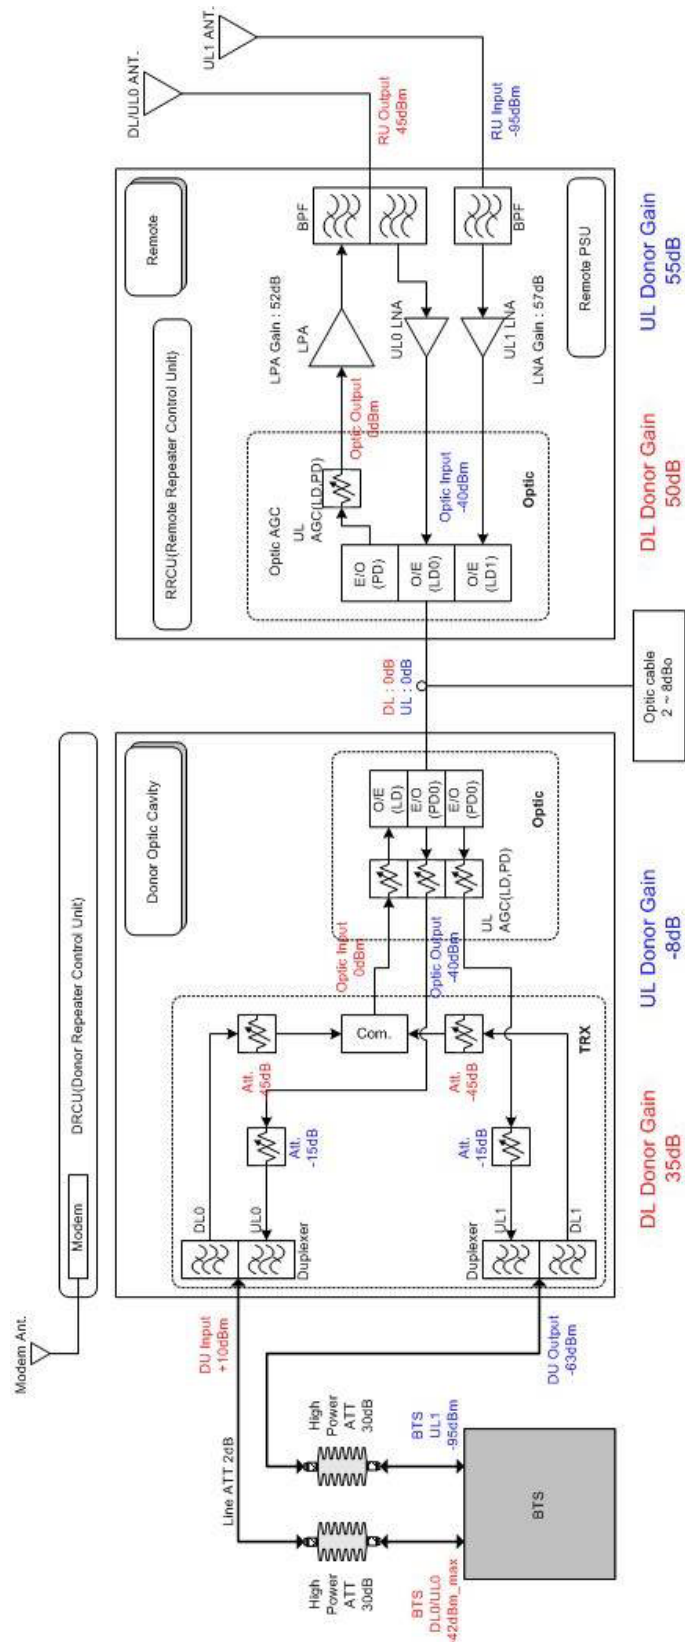 Modem Ant.
Modem
DRCU(Donor Repeater Control Unit)
BTS
DL0/UL0
42dBm_max
High
Power
ATT
30dB
BTS
UL1
-95dBm
High
Power
ATT
30dB
BTS
Line ATT 2dB
DU Input
+10dBm
DU Output
-63dBm
Donor Optic Cavity
DL0
UL0
Duplexer
Duplexer
UL1
DL1
Att.
-45dB
Att.
-15dB
Att.
-45dB
Att.
-15dB
Com.
TRX
Optic Input
0dBm
Optic Output
-40dBm
UL
AGC(LD,PD)
O/E
(LD)
E/O
(PD0)
E/O
(PD0)
Optic
DL : 0dB
UL : 0dB
Optic cable
2 ~ 8dBo
RRCU(Remote Repeater Control Unit)
Remote
Optic AGC
UL
AGC(LD,PD)
E/O
(PD)
O/E
(LD0)
O/E
(LD1)
Optic
Optic Output
0dBm
Optic Input
-40dBm
LPA Gain : 52dB
LPA
UL0 LNA
UL1 LNA
LNA Gain : 57dB
BPF
BPF
Remote PSU
RU Output
45dBm
RU Input
-95dBm
DL/UL0 ANT.
UL1 ANT.
DL Donor Gain
35dB
UL Donor Gain
-8dB
DL Donor Gain
50dB
UL Donor Gain
55dB